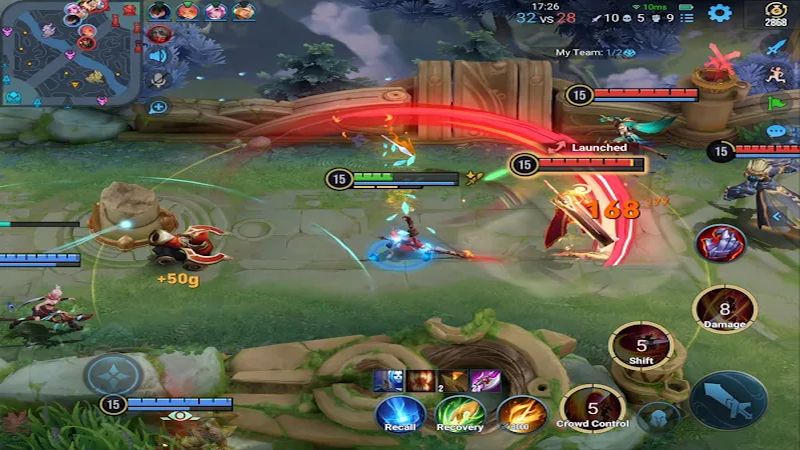 17:26
10ms
32 vs 28
10
5
9
2868
My Team: 1/2
15
Launched
15
15
15
168
+50g
8
Damage
5
Shift
15
2
Recall
Recovery
5
Crowd Control